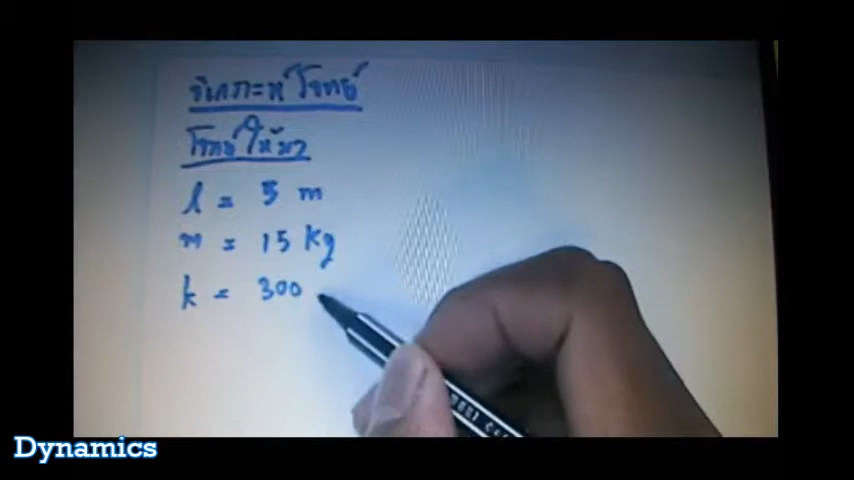 วิเคราะห์โจทย์
โจทย์ให้มา
l = 5 m
m = 15 kg
k = 300
Dynamics